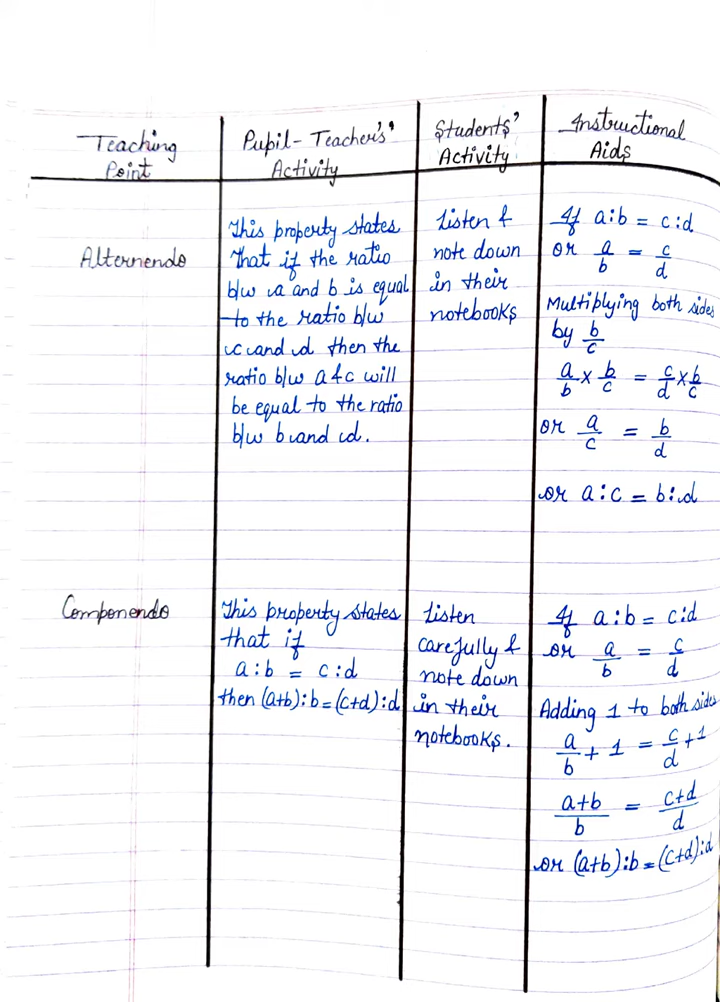 Teaching
Point
Pupil-Teacher's'
Activity
Students'
Activity
Instructional
Aids
Alternendo
This property states
that if the ratio
b/w a and b is equal
to the ratio b/w
c and d then the
ratio b/w a & c will
be equal to the ratio
b/w b and d.
Listen &
note down
in their
notebooks
If a:b = c:d
or a/b = c/d
Multiplying both sides
by b/c
a/b × b/c = c/d × b/c
or a/c = b/d
or a:c = b:d
Componendo
This property states
that if
a:b = c:d
then (a+b):b=(c+d):d
Listen
carefully &
note down
in their
notebooks.
If a:b = c:d
or a/b = c/d
Adding 1 to both sides
a/b + 1 = c/d + 1
a+b/b = c+d/d
or (a+b):b = (c+d):d